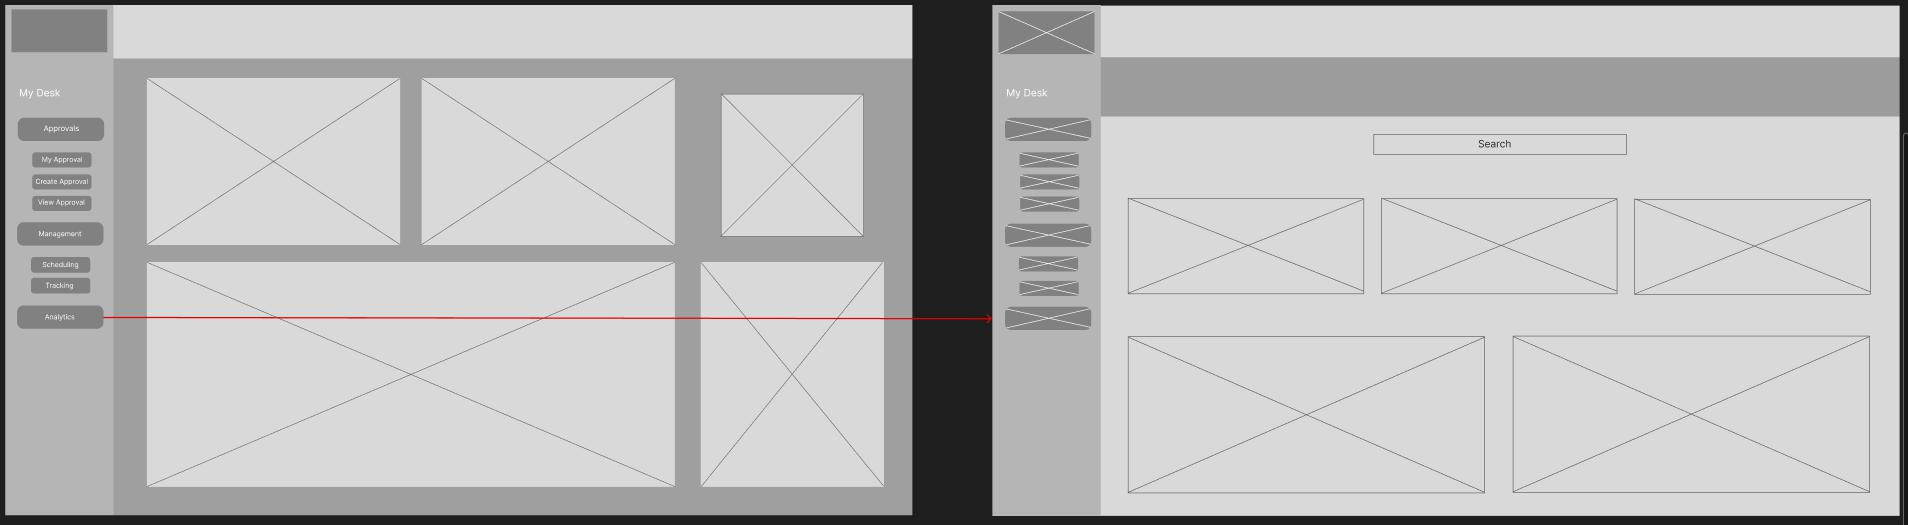 My Desk
Approvals
My Approval
Create Approval
View Approval
Management
Scheduling
Tracking
Analytics
My Desk
Search